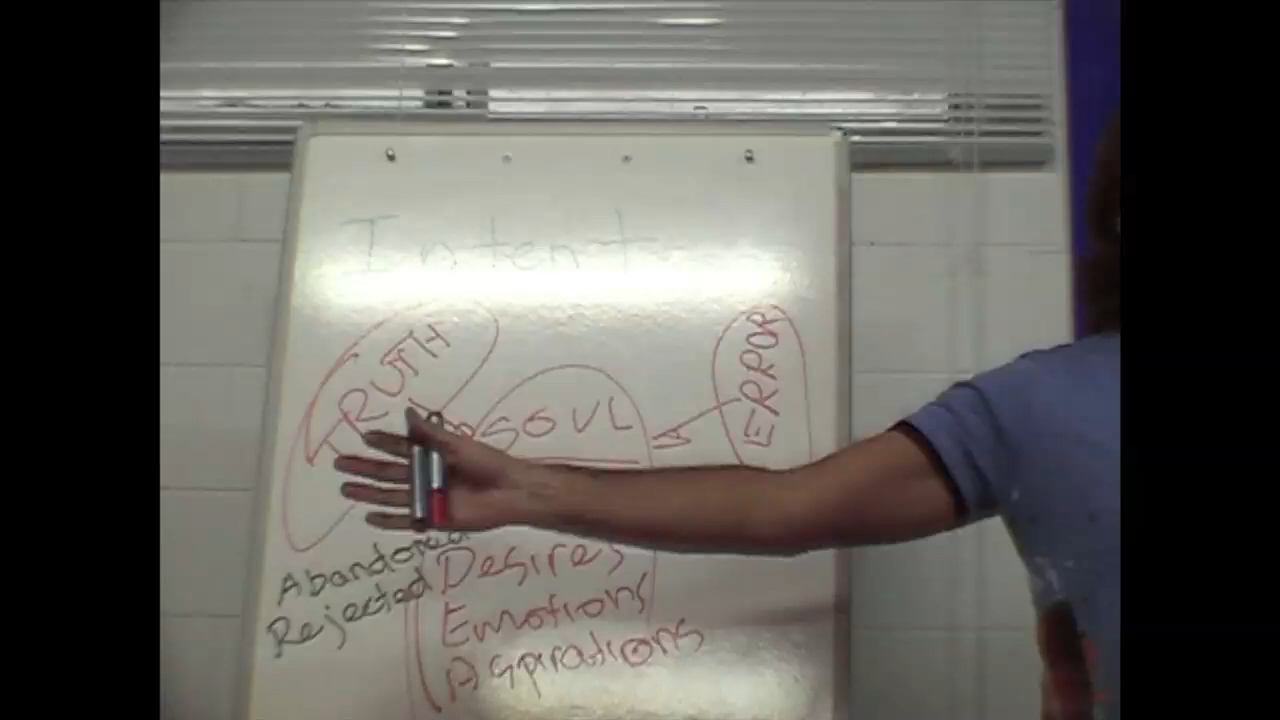 Intent
TRUTH
SOUL
ERROR
Abandoned
Rejected
Desires
Emotions
Aspirations